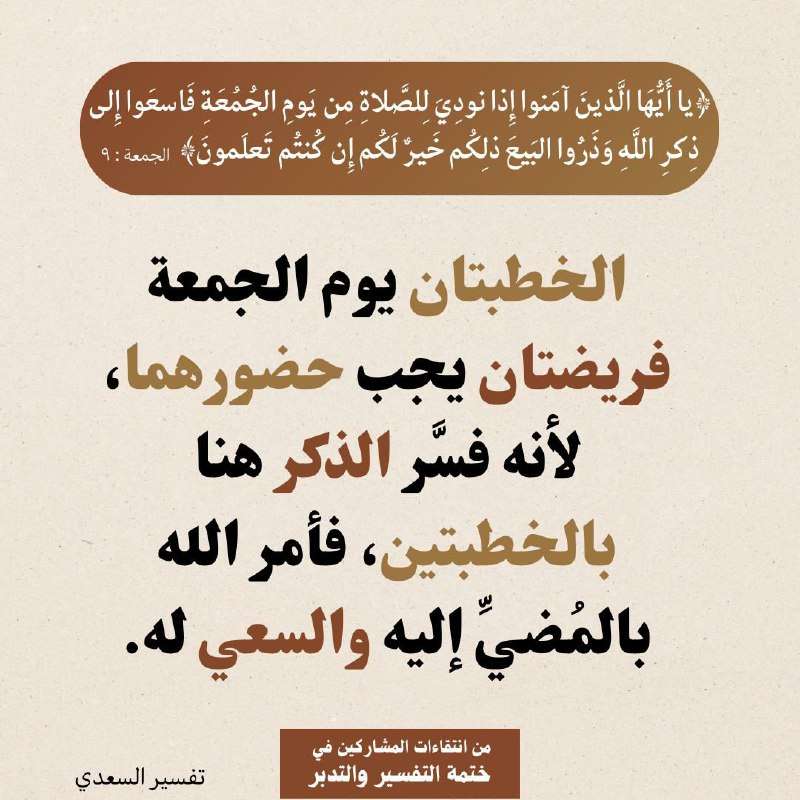 ﴿يا أَيُّهَا الَّذينَ آمَنوا إِذا نودِيَ لِلصَّلاةِ مِن يَومِ الجُمُعَةِ فَاسعَوا إِلى
ذِكرِ اللَّهِ وَذَرُوا البَيعَ ذلِكُم خَيرٌ لَكُم إِن كُنتُم تَعلَمونَ﴾ الجمعة : ٩
الخطبتان يوم الجمعة
فريضتان يجب حضورهما،
لأنه فسَّر الذكر هنا
بالخطبتين، فأمر الله
بالمُضيِّ إليه والسعي له.
من انتقاءات المشاركين في
ختمة التفسير والتدبر
تفسير السعدي